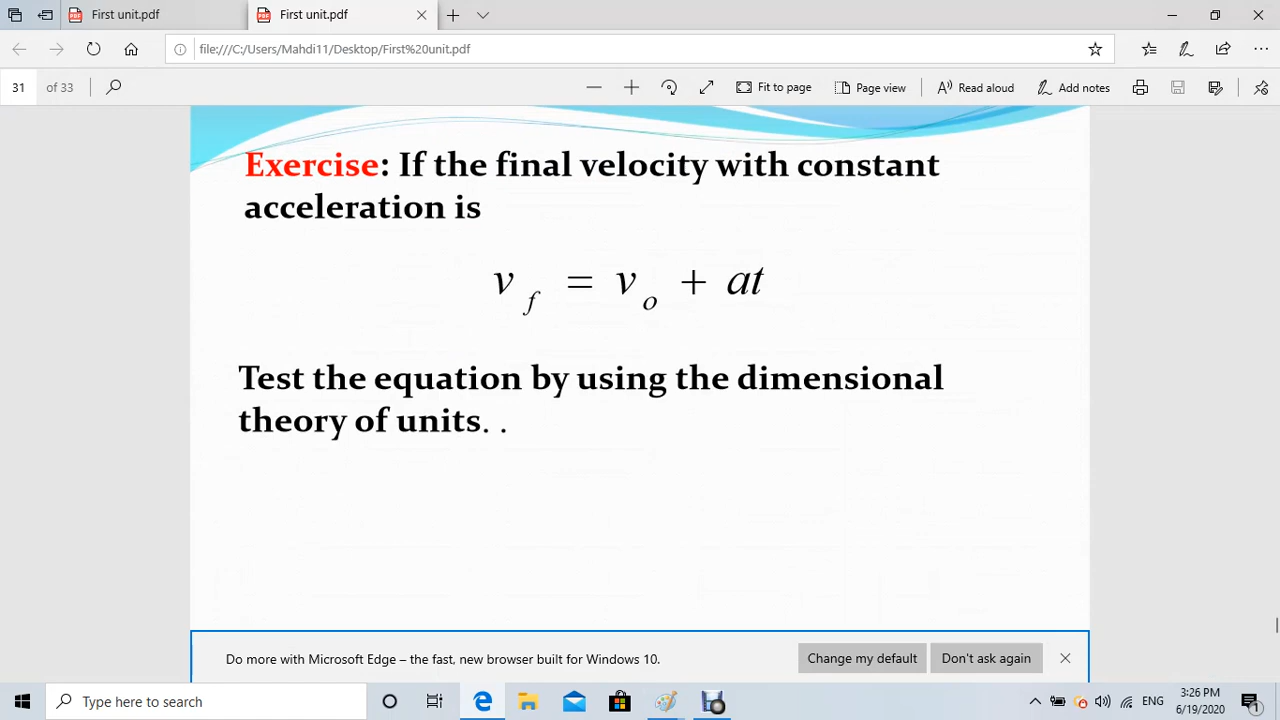 First unit.pdf
First unit.pdf
file:///C:/Users/Mahdi11/Desktop/First%20unit.pdf
31 of 33
Fit to page
Page view
Read aloud
Add notes
Exercise: If the final velocity with constant
acceleration is
v_f = v_o + at
Test the equation by using the dimensional
theory of units. .
Do more with Microsoft Edge – the fast, new browser built for Windows 10.
Change my default
Don't ask again
Type here to search
ENG
3:26 PM
6/19/2020
1